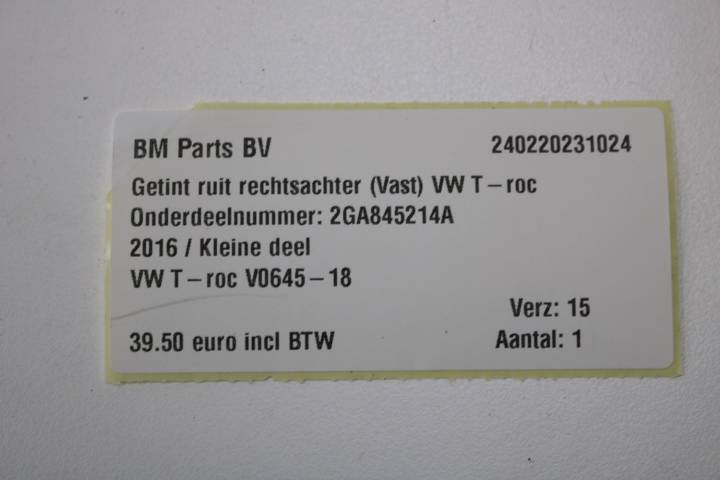 BM Parts BV 240220231024
Getint ruit rechtsachter (Vast) VW T-roc
Onderdeelnummer: 2GA845214A
2016 / Kleine deel
VW T-roc V0645-18
Verz: 15
39.50 euro incl BTW Aantal: 1